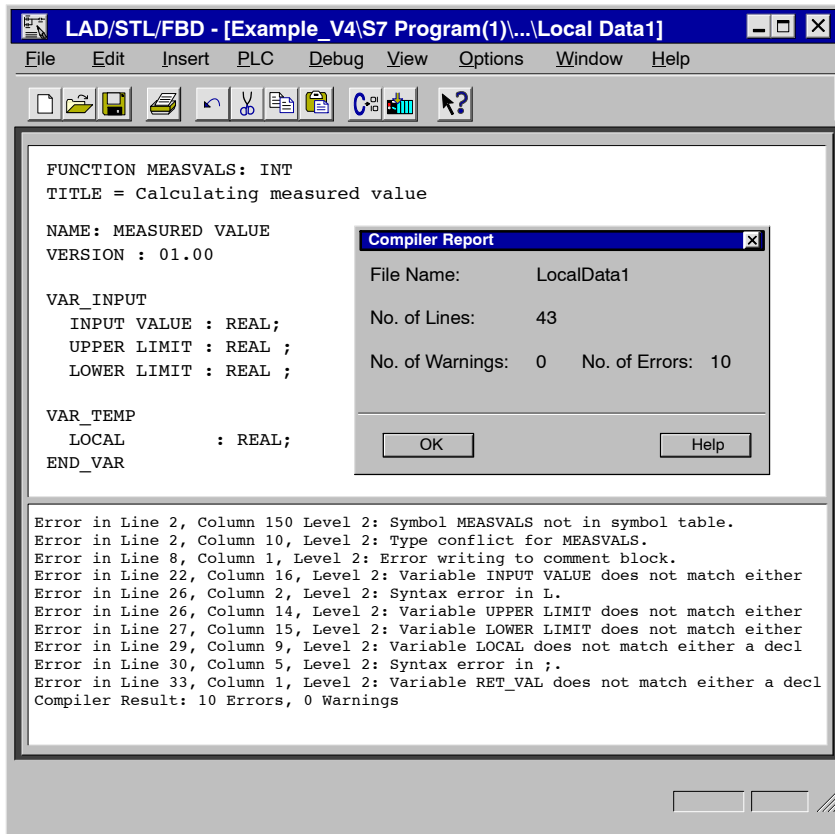 LAD/STL/FBD - [Example_V4\S7 Program(1)\...\Local Data1]
File Edit Insert PLC Debug View Options Window Help
FUNCTION MEASVALS: INT
TITLE = Calculating measured value
NAME: MEASURED VALUE
VERSION : 01.00
VAR_INPUT
INPUT VALUE : REAL;
UPPER LIMIT : REAL ;
LOWER LIMIT : REAL ;
VAR_TEMP
LOCAL : REAL;
END_VAR
Compiler Report
File Name: LocalData1
No. of Lines: 43
No. of Warnings: 0 No. of Errors: 10
OK Help
Error in Line 2, Column 150 Level 2: Symbol MEASVALS not in symbol table.
Error in Line 2, Column 10, Level 2: Type conflict for MEASVALS.
Error in Line 8, Column 1, Level 2: Error writing to comment block.
Error in Line 22, Column 16, Level 2: Variable INPUT VALUE does not match either
Error in Line 26, Column 2, Level 2: Syntax error in L.
Error in Line 26, Column 14, Level 2: Variable UPPER LIMIT does not match either
Error in Line 27, Column 15, Level 2: Variable LOWER LIMIT does not match either
Error in Line 29, Column 9, Level 2: Variable LOCAL does not match either a decl
Error in Line 30, Column 5, Level 2: Syntax error in ;.
Error in Line 33, Column 1, Level 2: Variable RET_VAL does not match either a decl
Compiler Result: 10 Errors, 0 Warnings